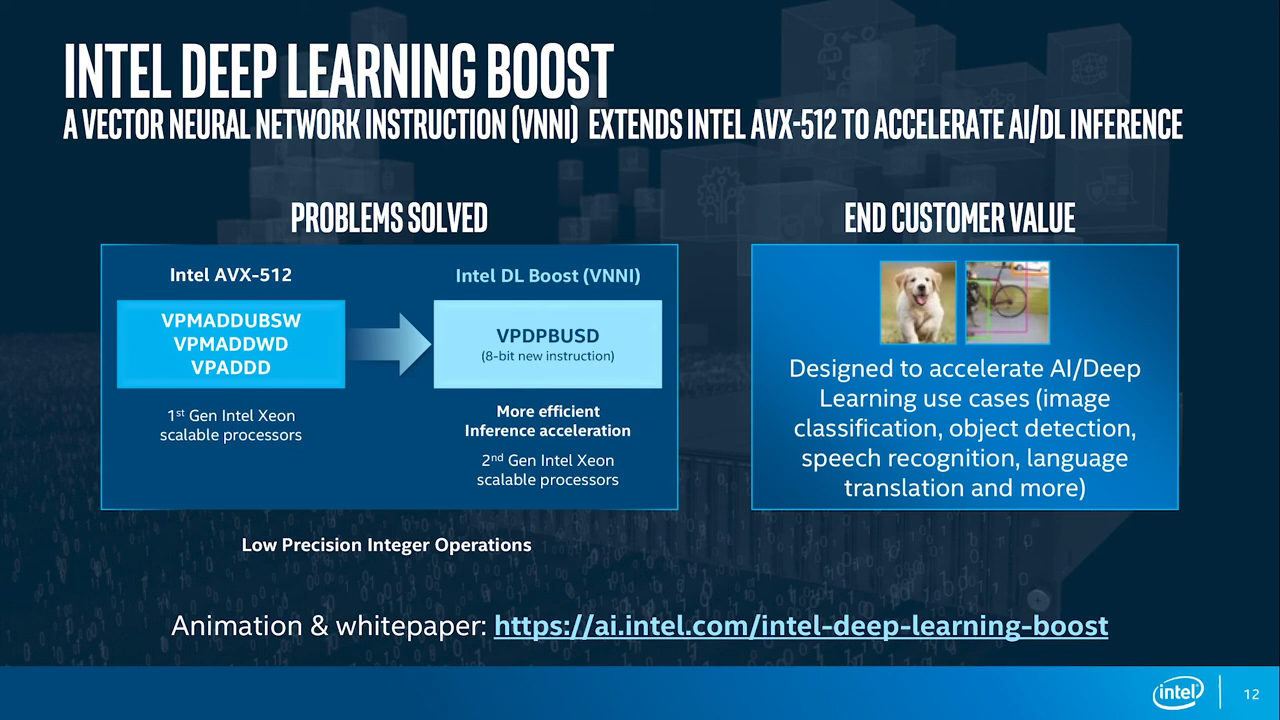 INTEL DEEP LEARNING BOOST
A VECTOR NEURAL NETWORK INSTRUCTION (VNNI) EXTENDS INTEL AVX-512 TO ACCELERATE AI/DL INFERENCE
PROBLEMS SOLVED
Intel AVX-512
VPMADDUBSW
VPMADDWD
VPADDD
1st Gen Intel Xeon
scalable processors
Intel DL Boost (VNNI)
VPDPBUSD
(8-bit new instruction)
More efficient
Inference acceleration
2nd Gen Intel Xeon
scalable processors
Low Precision Integer Operations
END CUSTOMER VALUE
Designed to accelerate AI/Deep
Learning use cases (image
classification, object detection,
speech recognition, language
translation and more)
Animation & whitepaper: https://ai.intel.com/intel-deep-learning-boost
intel
12